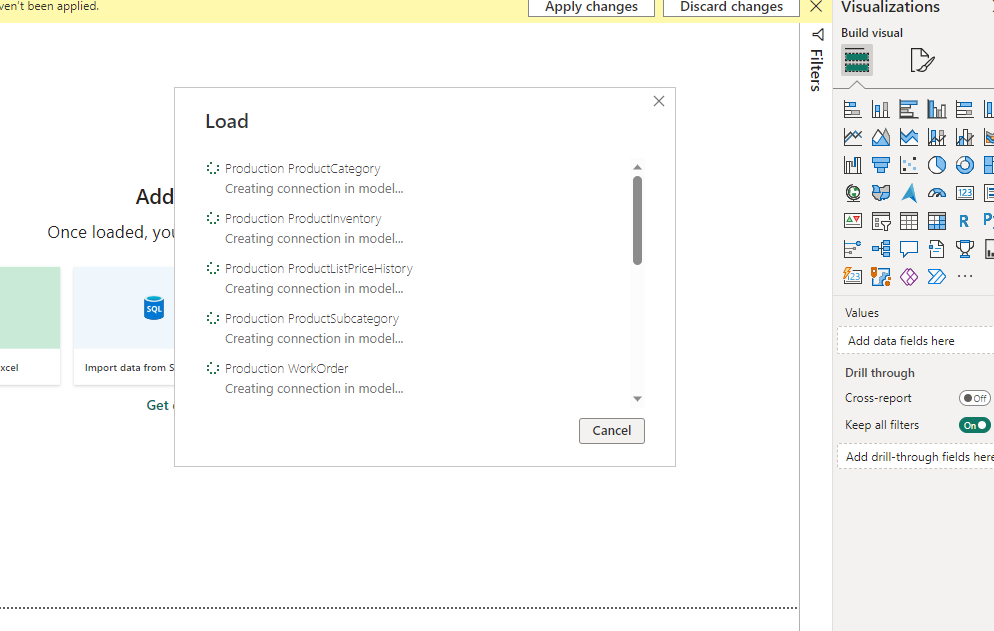 ven't been applied.
Apply changes
Discard changes
Visualizations
Build visual
Filters
Load
Production ProductCategory
Creating connection in model...
Production ProductInventory
Creating connection in model...
Production ProductListPriceHistory
Creating connection in model...
Production ProductSubcategory
Creating connection in model...
Production WorkOrder
Creating connection in model...
Cancel
Add
Once loaded, you
SQL
xcel
Import data from S
Get
123
R
P
123
Values
Add data fields here
Drill through
Cross-report
Off
Keep all filters
On
Add drill-through fields here